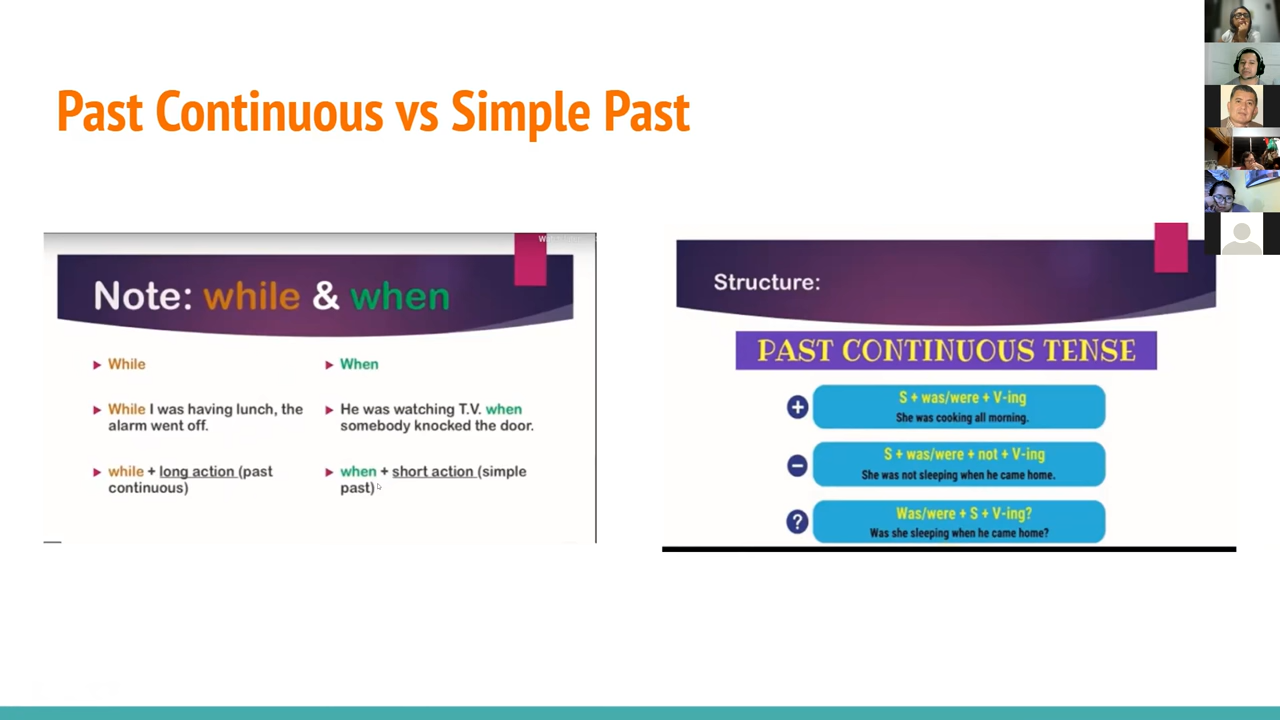 Past Continuous vs Simple Past
Note: while & when
While
While I was having lunch, the
alarm went off.
while + long action (past
continuous)
When
He was watching T.V. when
somebody knocked the door.
when + short action (simple
past)
Structure:
PAST CONTINUOUS TENSE
+ S + was/were + V-ing
She was cooking all morning.
- S + was/were + not + V-ing
She was not sleeping when he came home.
? Was/were + S + V-ing?
Was she sleeping when he came home?